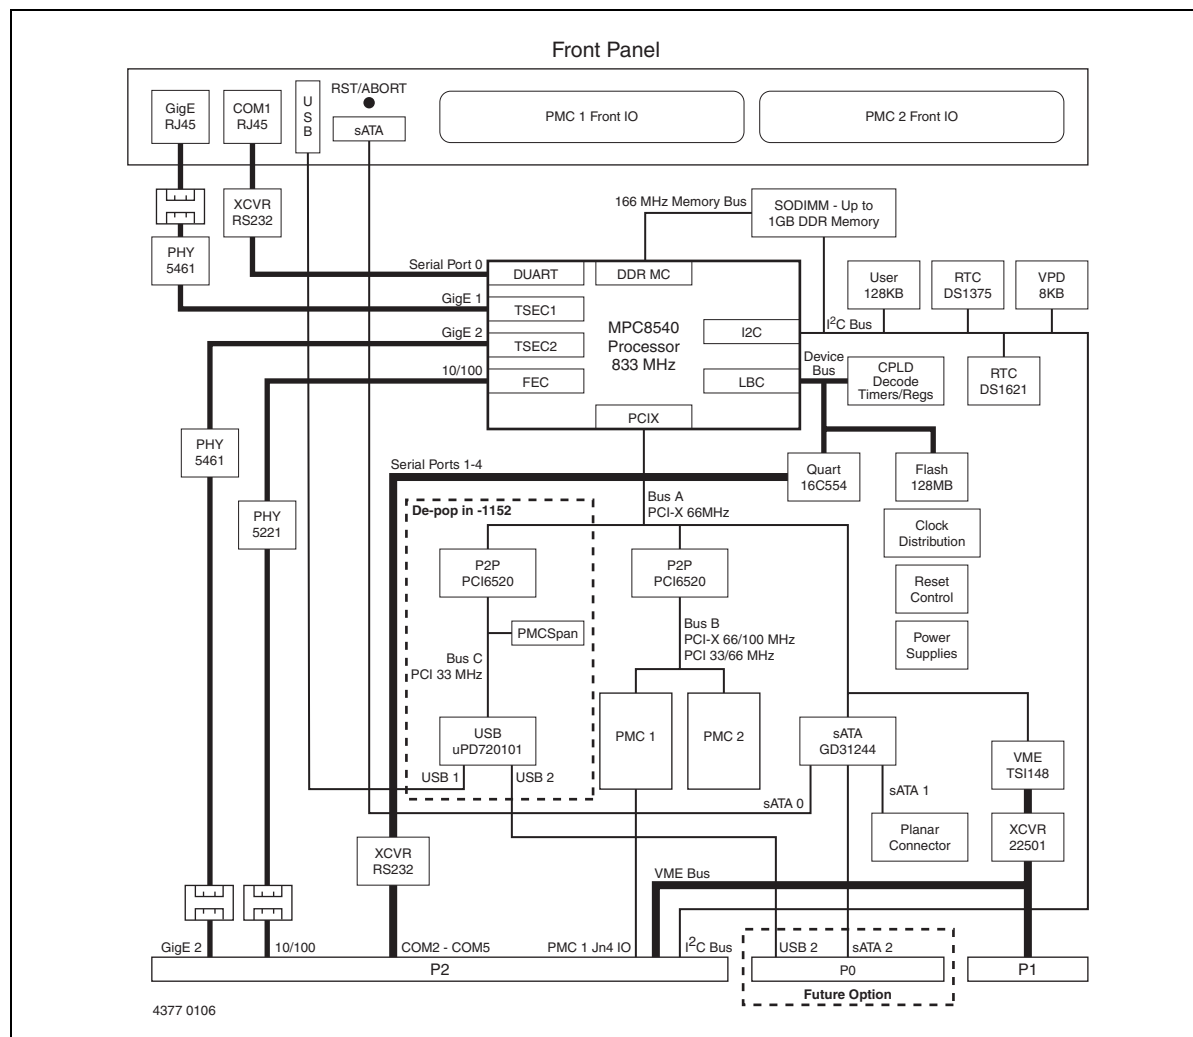 Front Panel
GigE
RJ45
COM1
RJ45
USB
RST/ABORT
sATA
PMC 1 Front IO
PMC 2 Front IO
XCVR
RS232
166 MHz Memory Bus
SODIMM - Up to
1GB DDR Memory
PHY
5461
Serial Port 0
DUART
DDR MC
User
128KB
RTC
DS1375
VPD
8KB
GigE 1
TSEC1
MPC8540
Processor
833 MHz
I2C
I2C Bus
GigE 2
TSEC2
Device
Bus
CPLD
Decode
Timers/Regs
RTC
DS1621
10/100
FEC
LBC
PCIX
PHY
5461
Serial Ports 1-4
Quart
16C554
Flash
128MB
Bus A
PCI-X 66MHz
De-pop in -1152
PHY
5221
Clock
Distribution
P2P
PCI6520
P2P
PCI6520
Reset
Control
PMCSpan
Bus B
PCI-X 66/100 MHz
PCI 33/66 MHz
Power
Supplies
Bus C
PCI 33 MHz
USB
uPD720101
PMC 1
PMC 2
sATA
GD31244
VME
TSI148
USB 1
USB 2
sATA 0
sATA 1
Planar
Connector
XCVR
22501
XCVR
RS232
VME Bus
GigE 2
10/100
COM2 - COM5
PMC 1 Jn4 IO
I2C Bus
USB 2
sATA 2
P2
P0
P1
Future Option
4377 0106